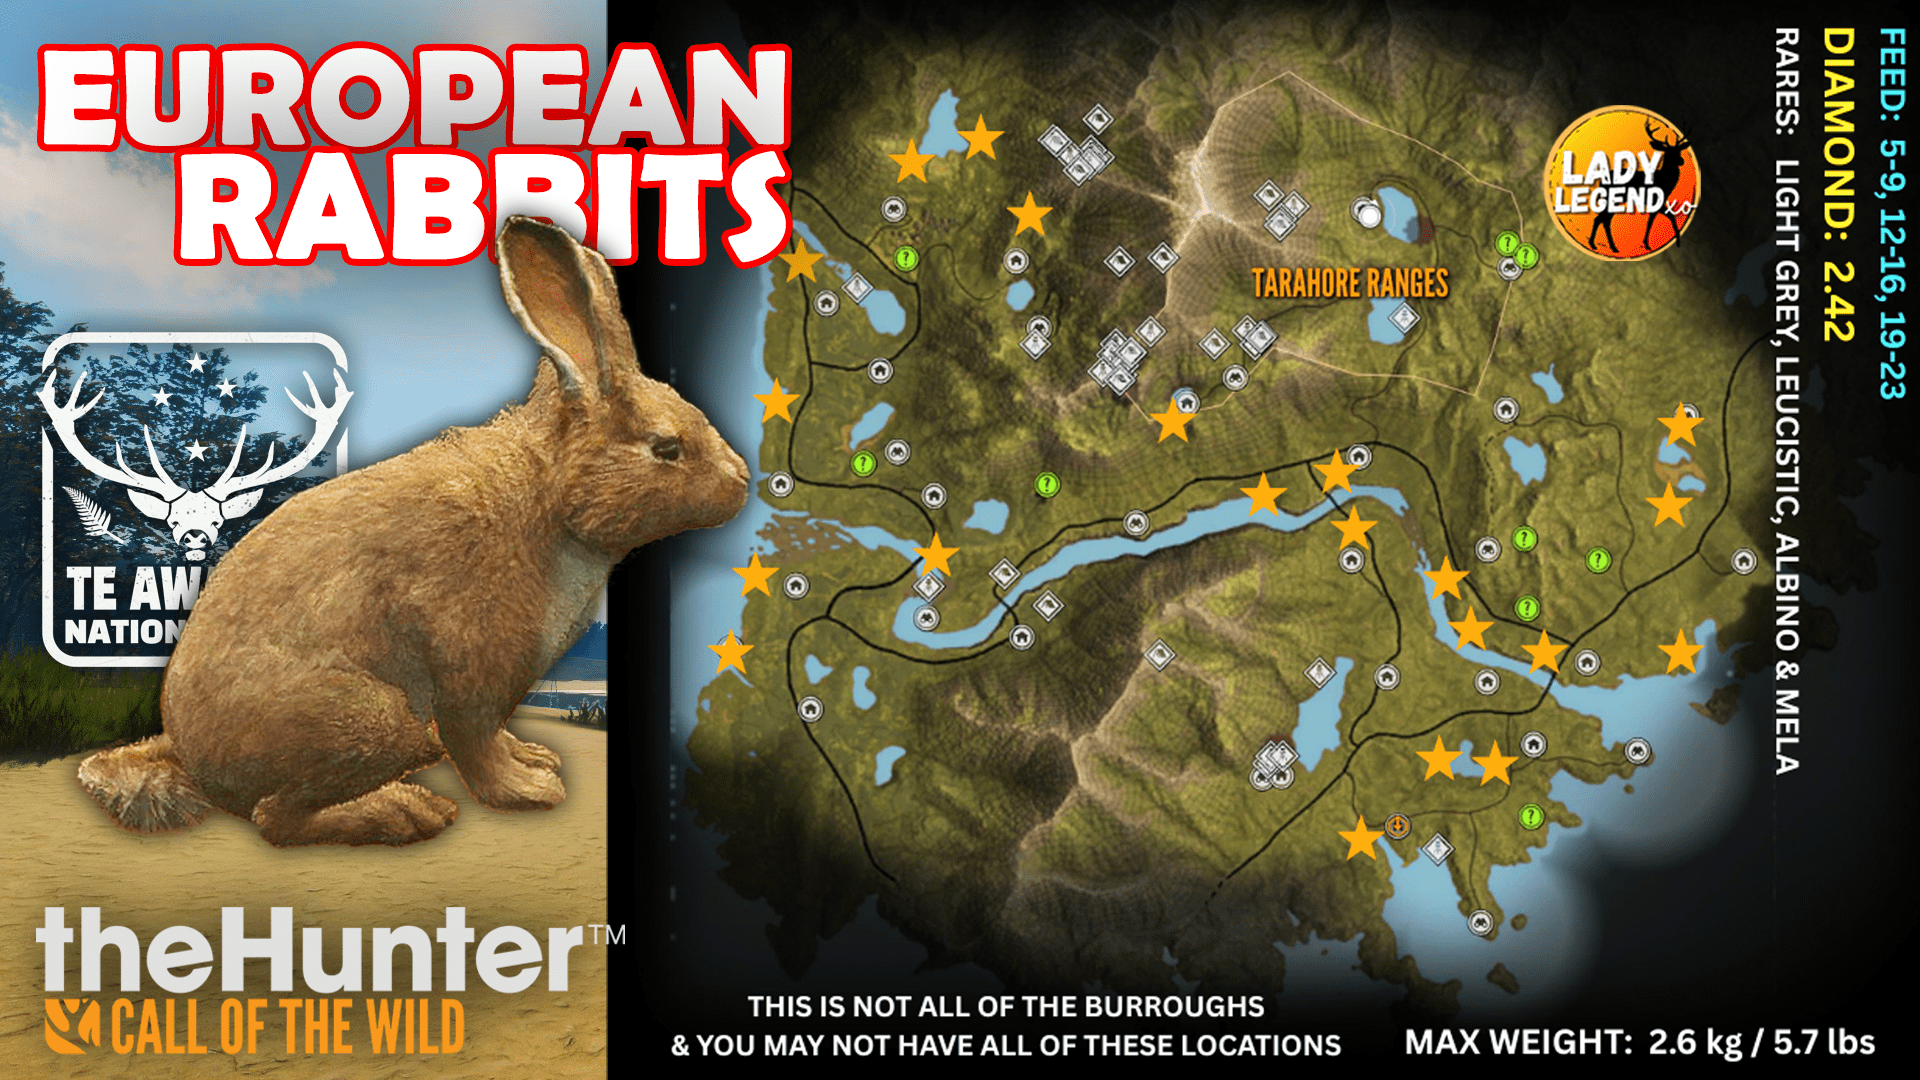 EUROPEAN
RABBITS
TE AWA
NATION
theHunter™
CALL OF THE WILD
TARAHORE RANGES
LADY
LEGEND xo
FEED: 5-9, 12-16, 19-23
DIAMOND: 2.42
RARES: LIGHT GREY, LEUCISTIC, ALBINO & MELA
THIS IS NOT ALL OF THE BURROUGHS
& YOU MAY NOT HAVE ALL OF THESE LOCATIONS
MAX WEIGHT: 2.6 kg / 5.7 lbs